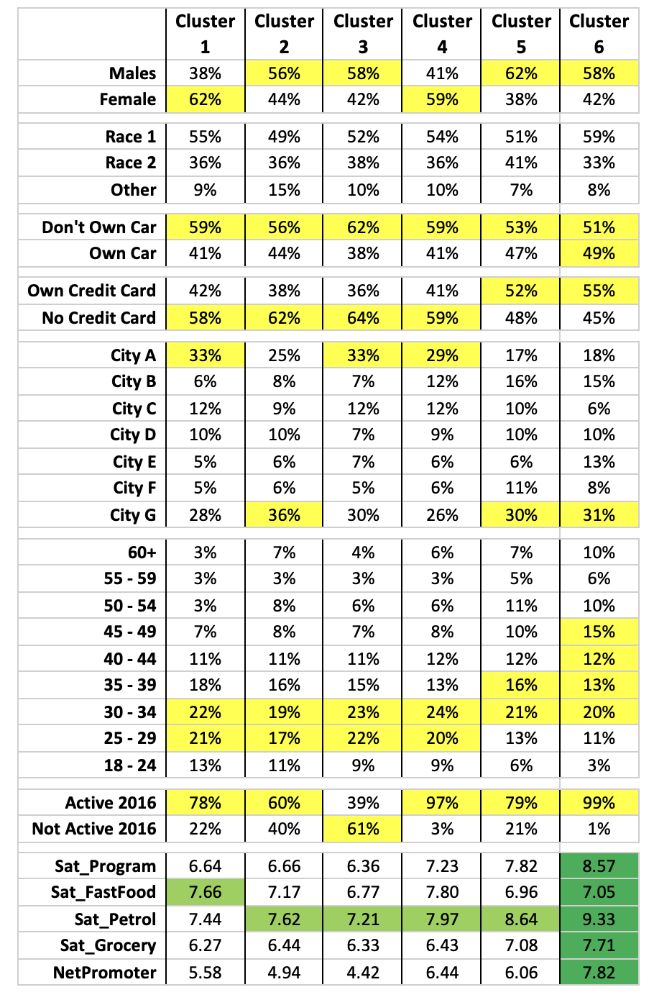 Cluster 1 Cluster 2 Cluster 3 Cluster 4 Cluster 5 Cluster 6
Males 38% 56% 58% 41% 62% 58%
Female 62% 44% 42% 59% 38% 42%
Race 1 55% 49% 52% 54% 51% 59%
Race 2 36% 36% 38% 36% 41% 33%
Other 9% 15% 10% 10% 7% 8%
Don't Own Car 59% 56% 62% 59% 53% 51%
Own Car 41% 44% 38% 41% 47% 49%
Own Credit Card 42% 38% 36% 41% 52% 55%
No Credit Card 58% 62% 64% 59% 48% 45%
City A 33% 25% 33% 29% 17% 18%
City B 6% 8% 7% 12% 16% 15%
City C 12% 9% 12% 12% 10% 6%
City D 10% 10% 7% 9% 10% 10%
City E 5% 6% 7% 6% 6% 13%
City F 5% 6% 5% 6% 11% 8%
City G 28% 36% 30% 26% 30% 31%
60+ 3% 7% 4% 6% 7% 10%
55 - 59 3% 3% 3% 3% 5% 6%
50 - 54 3% 8% 6% 6% 11% 10%
45 - 49 7% 8% 7% 8% 10% 15%
40 - 44 11% 11% 11% 12% 12% 12%
35 - 39 18% 16% 15% 13% 16% 13%
30 - 34 22% 19% 23% 24% 21% 20%
25 - 29 21% 17% 22% 20% 13% 11%
18 - 24 13% 11% 9% 9% 6% 3%
Active 2016 78% 60% 39% 97% 79% 99%
Not Active 2016 22% 40% 61% 3% 21% 1%
Sat_Program 6.64 6.66 6.36 7.23 7.82 8.57
Sat_FastFood 7.66 7.17 6.77 7.80 6.96 7.05
Sat_Petrol 7.44 7.62 7.21 7.97 8.64 9.33
Sat_Grocery 6.27 6.44 6.33 6.43 7.08 7.71
NetPromoter 5.58 4.94 4.42 6.44 6.06 7.82